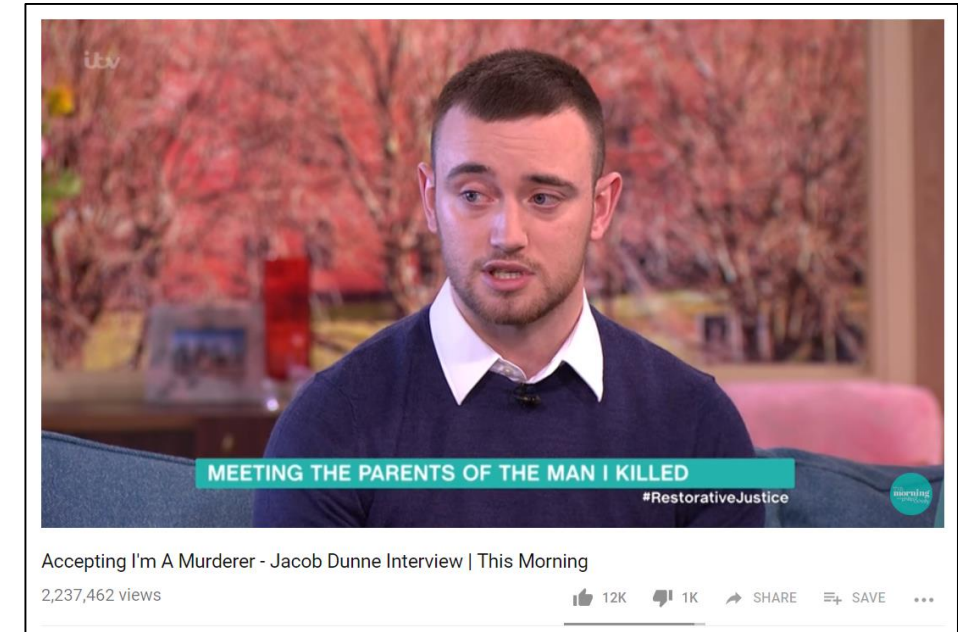 itv
MEETING THE PARENTS OF THE MAN I KILLED
#RestorativeJustice
morning
Accepting I'm A Murderer - Jacob Dunne Interview | This Morning
2,237,462 views
12K 1K SHARE SAVE